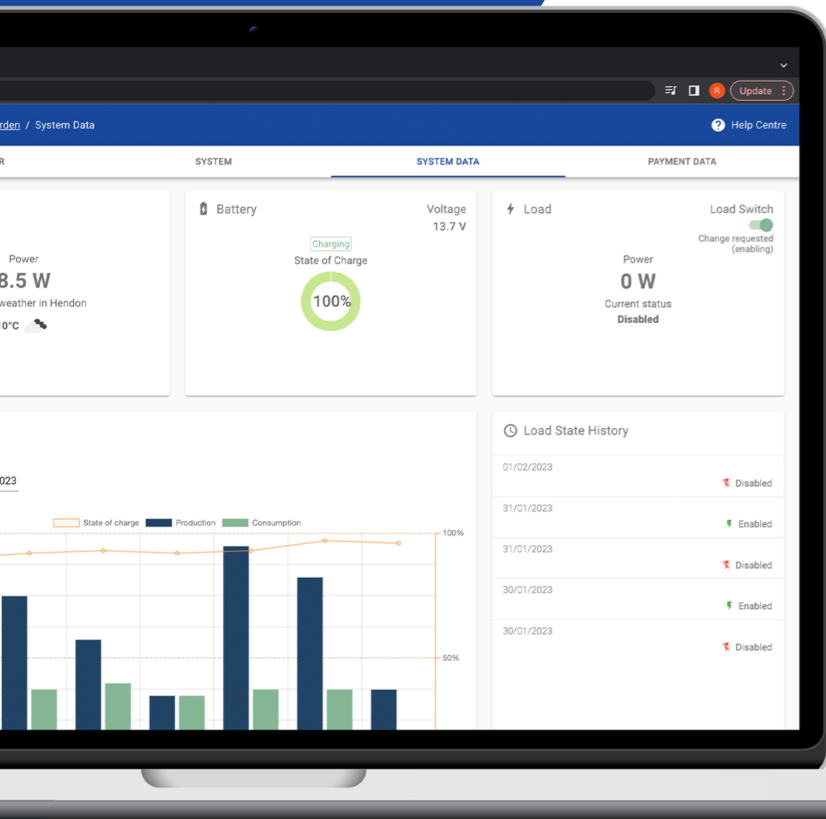 R
Update
rden / System Data
Help Centre
R
SYSTEM
SYSTEM DATA
PAYMENT DATA
Power
8.5 W
weather in Hendon
10°C
Battery
Voltage
13.7 V
Charging
State of Charge
100%
Load
Load Switch
Change requested
(enabling)
Power
0 W
Current status
Disabled
023
State of charge
Production
Consumption
100%
50%
Load State History
01/02/2023
Disabled
31/01/2023
Enabled
31/01/2023
Disabled
30/01/2023
Enabled
30/01/2023
Disabled